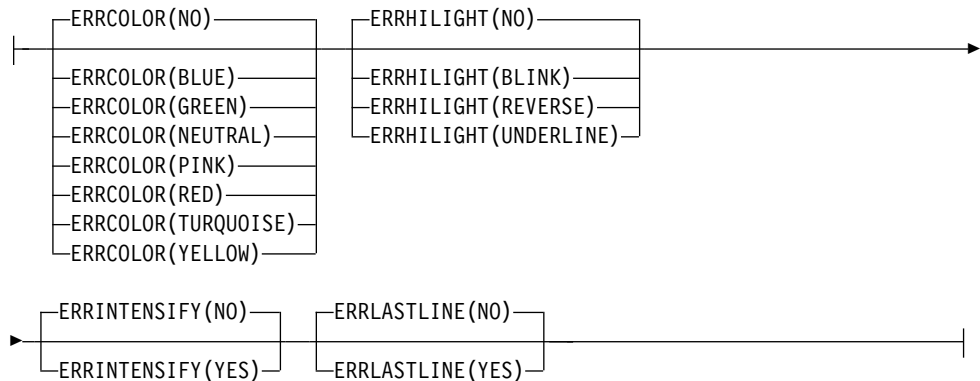 ERRCOLOR(NO)
ERRCOLOR(BLUE)
ERRCOLOR(GREEN)
ERRCOLOR(NEUTRAL)
ERRCOLOR(PINK)
ERRCOLOR(RED)
ERRCOLOR(TURQUOISE)
ERRCOLOR(YELLOW)
ERRHILIGHT(NO)
ERRHILIGHT(BLINK)
ERRHILIGHT(REVERSE)
ERRHILIGHT(UNDERLINE)
ERRINTENSIFY(NO)
ERRINTENSIFY(YES)
ERRLASTLINE(NO)
ERRLASTLINE(YES)